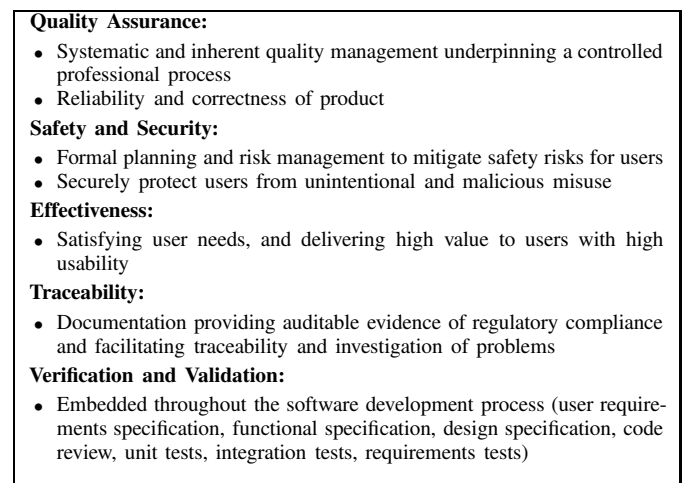 Quality Assurance:
• Systematic and inherent quality management underpinning a controlled
professional process
• Reliability and correctness of product
Safety and Security:
• Formal planning and risk management to mitigate safety risks for users
• Securely protect users from unintentional and malicious misuse
Effectiveness:
• Satisfying user needs, and delivering high value to users with high
usability
Traceability:
• Documentation providing auditable evidence of regulatory compliance
and facilitating traceability and investigation of problems
Verification and Validation:
• Embedded throughout the software development process (user require-
ments specification, functional specification, design specification, code
review, unit tests, integration tests, requirements tests)